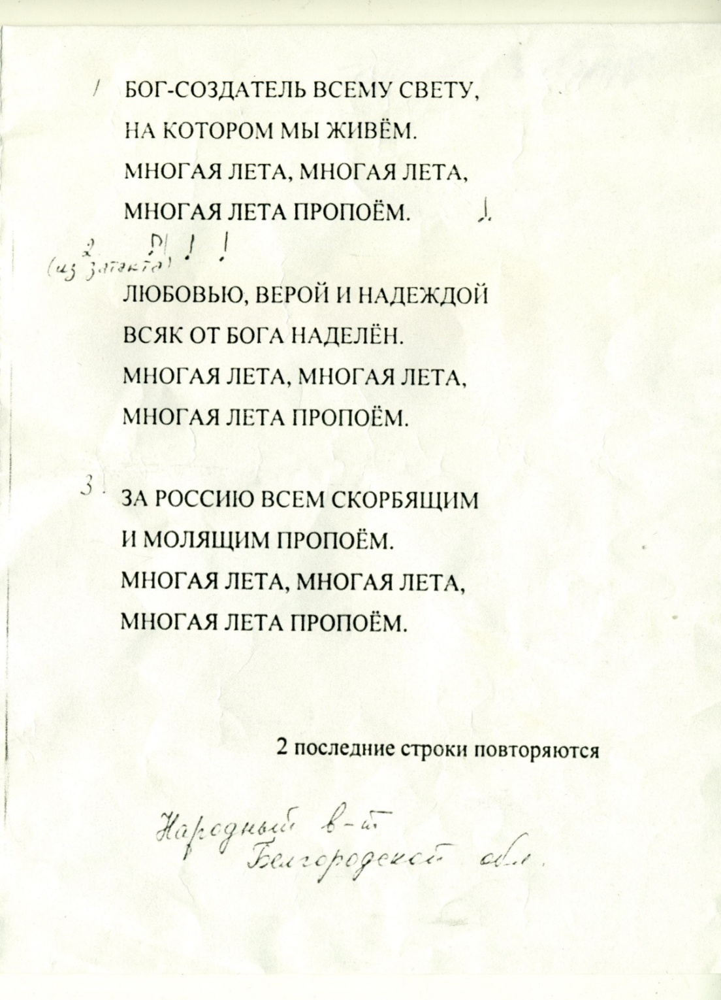 1 БОГ-СОЗДАТЕЛЬ ВСЕМУ СВЕТУ,
НА КОТОРОМ МЫ ЖИВЁМ.
МНОГАЯ ЛЕТА, МНОГАЯ ЛЕТА,
МНОГАЯ ЛЕТА ПРОПОЁМ.
2 ! ! !
(из затакта)
ЛЮБОВЬЮ, ВЕРОЙ И НАДЕЖДОЙ
ВСЯК ОТ БОГА НАДЕЛЁН.
МНОГАЯ ЛЕТА, МНОГАЯ ЛЕТА,
МНОГАЯ ЛЕТА ПРОПОЁМ.
3. ЗА РОССИЮ ВСЕМ СКОРБЯЩИМ
И МОЛЯЩИМ ПРОПОЁМ.
МНОГАЯ ЛЕТА, МНОГАЯ ЛЕТА,
МНОГАЯ ЛЕТА ПРОПОЁМ.
2 последние строки повторяются
Народный в-т
Белгородской обл.